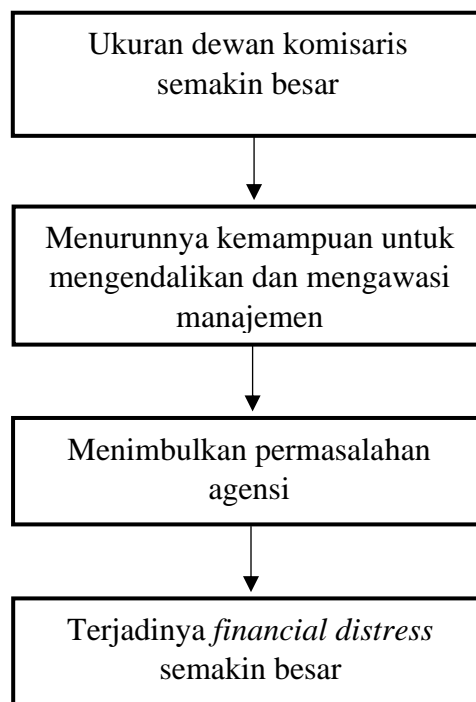 Ukuran dewan komisaris
semakin besar
Menurunnya kemampuan untuk
mengendalikan dan mengawasi
manajemen
Menimbulkan permasalahan
agensi
Terjadinya financial distress
semakin besar